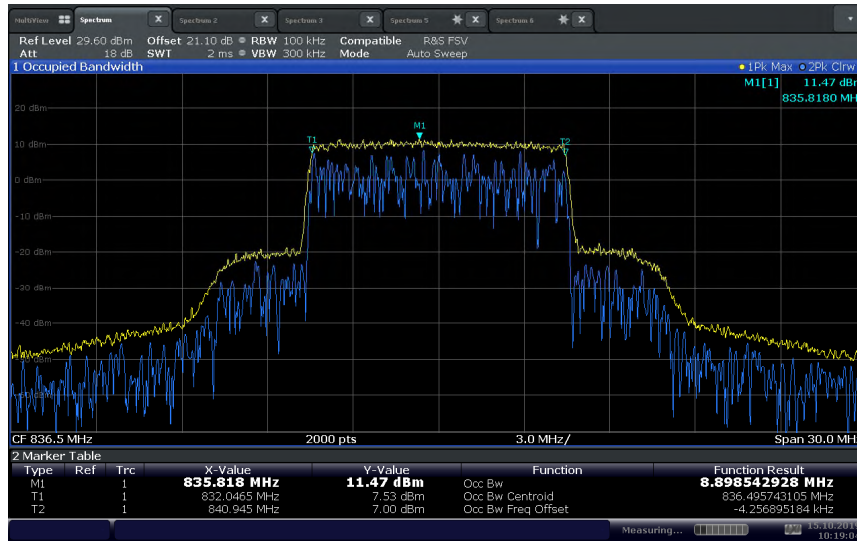 MultiView Spectrum X Spectrum 2 X Spectrum 3 X Spectrum 5 X Spectrum 6 X
Ref Level 29.60 dBm Offset 21.10 dB RBW 100 kHz Compatible R&S FSV
Att 18 dB SWT 2 ms VBW 300 kHz Mode Auto Sweep
1 Occupied Bandwidth 1Pk Max 2Pk Clrw
M1[1] 11.47 dBm
835.8180 MH
20 dBm
M1
T1 T2
10 dBm
0 dBm
-10 dBm
-20 dBm
-30 dBm
-40 dBm
CF 836.5 MHz 2000 pts 3.0 MHz/ Span 30.0 MH
2 Marker Table
Type Ref Trc X-Value Y-Value Function Function Result
M1 1 835.818 MHz 11.47 dBm Occ Bw 8.898542928 MHz
T1 1 832.0465 MHz 7.53 dBm Occ Bw Centroid 836.495743105 MHz
T2 1 840.945 MHz 7.00 dBm Occ Bw Freq Offset -4.256895184 kHz
Measuring... 15.10.201
10:19:0